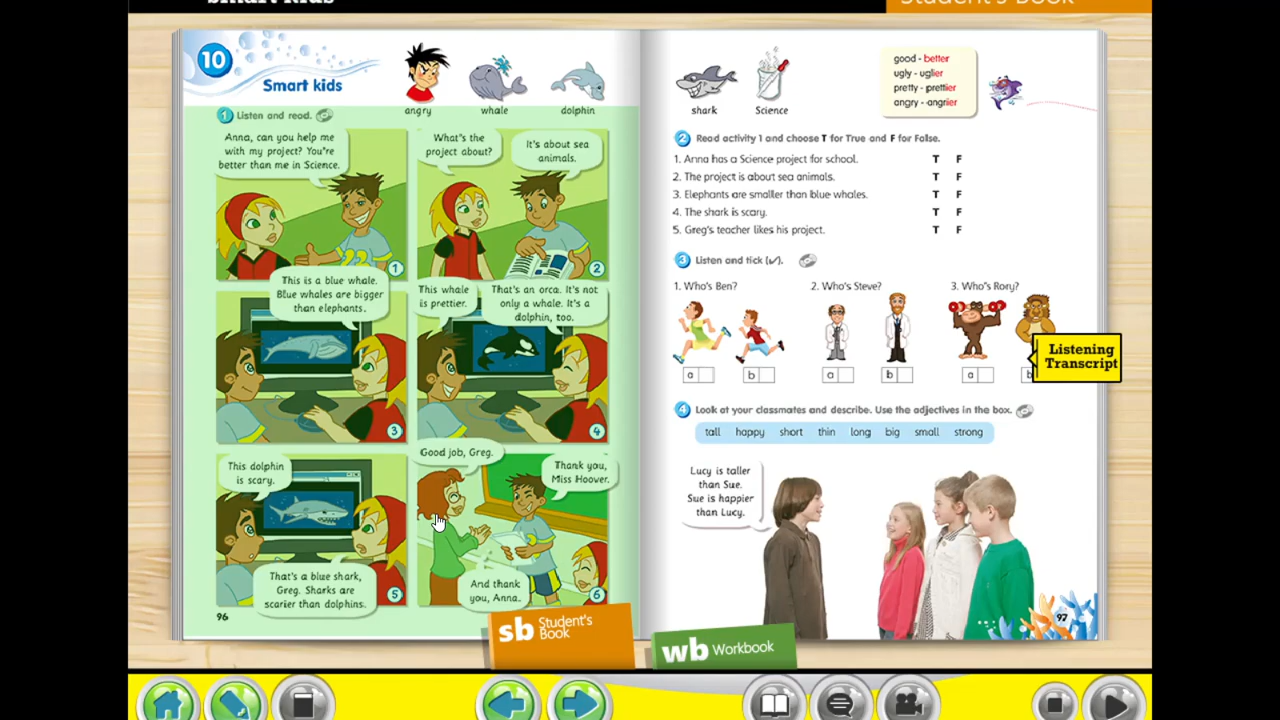 Smart kids
Student's Book
10
Smart kids
angry
whale
dolphin
1 Listen and read.
Anna, can you help me
with my project? You're
better than me in Science.
1
What's the
project about?
It's about sea
animals.
2
This is a blue whale.
Blue whales are bigger
than elephants.
3
This whale
is prettier.
That's an orca. It's not
only a whale. It's a
dolphin, too.
4
This dolphin
is scary.
That's a blue shark,
Greg. Sharks are
scarier than dolphins.
5
Good job, Greg.
Thank you,
Miss Hoover.
And thank
you, Anna.
6
96
shark
Science
good - better
ugly - uglier
pretty - prettier
angry - angrier
2 Read activity 1 and choose T for True and F for False.
1. Anna has a Science project for school. T F
2. The project is about sea animals. T F
3. Elephants are smaller than blue whales. T F
4. The shark is scary. T F
5. Greg's teacher likes his project. T F
3 Listen and tick (✓).
1. Who's Ben?
2. Who's Steve?
3. Who's Rory?
a
b
a
b
a
b
Listening
Transcript
4 Look at your classmates and describe. Use the adjectives in the box.
tall happy short thin long big small strong
Lucy is taller
than Sue.
Sue is happier
than Lucy.
97
sb Student's
Book
wb Workbook